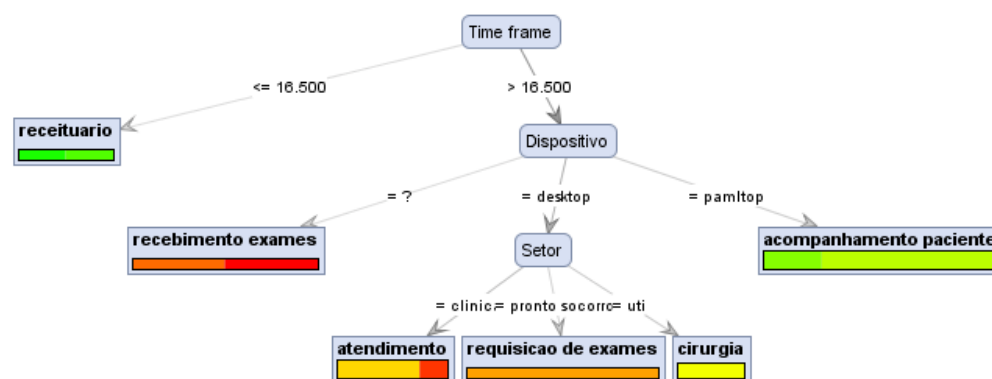 Time frame
<= 16.500
> 16.500
receituario
Dispositivo
= ?
= desktop
= pamltop
recebimento exames
Setor
acompanhamento paciente
= clinic
= pronto socorro
= uti
atendimento
requisicao de exames
cirurgia